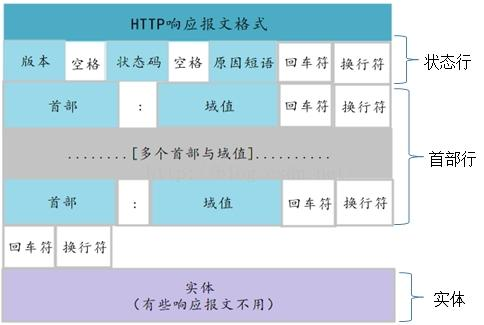 HTTP响应报文格式
版本 空格 状态码 空格 原因短语 回车符 换行符 状态行
首部 : 域值 回车符 换行符
........[多个首部与域值].......... 首部行
首部 : 域值 回车符 换行符
回车符 换行符
实体
(有些响应报文不用) 实体